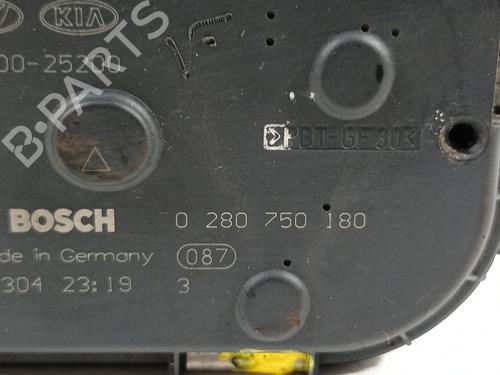 KIA
00-25200
B-PARTS
>PBT-GF30<
BOSCH 0 280 750 180
de in Germany 087
304 23:19 3